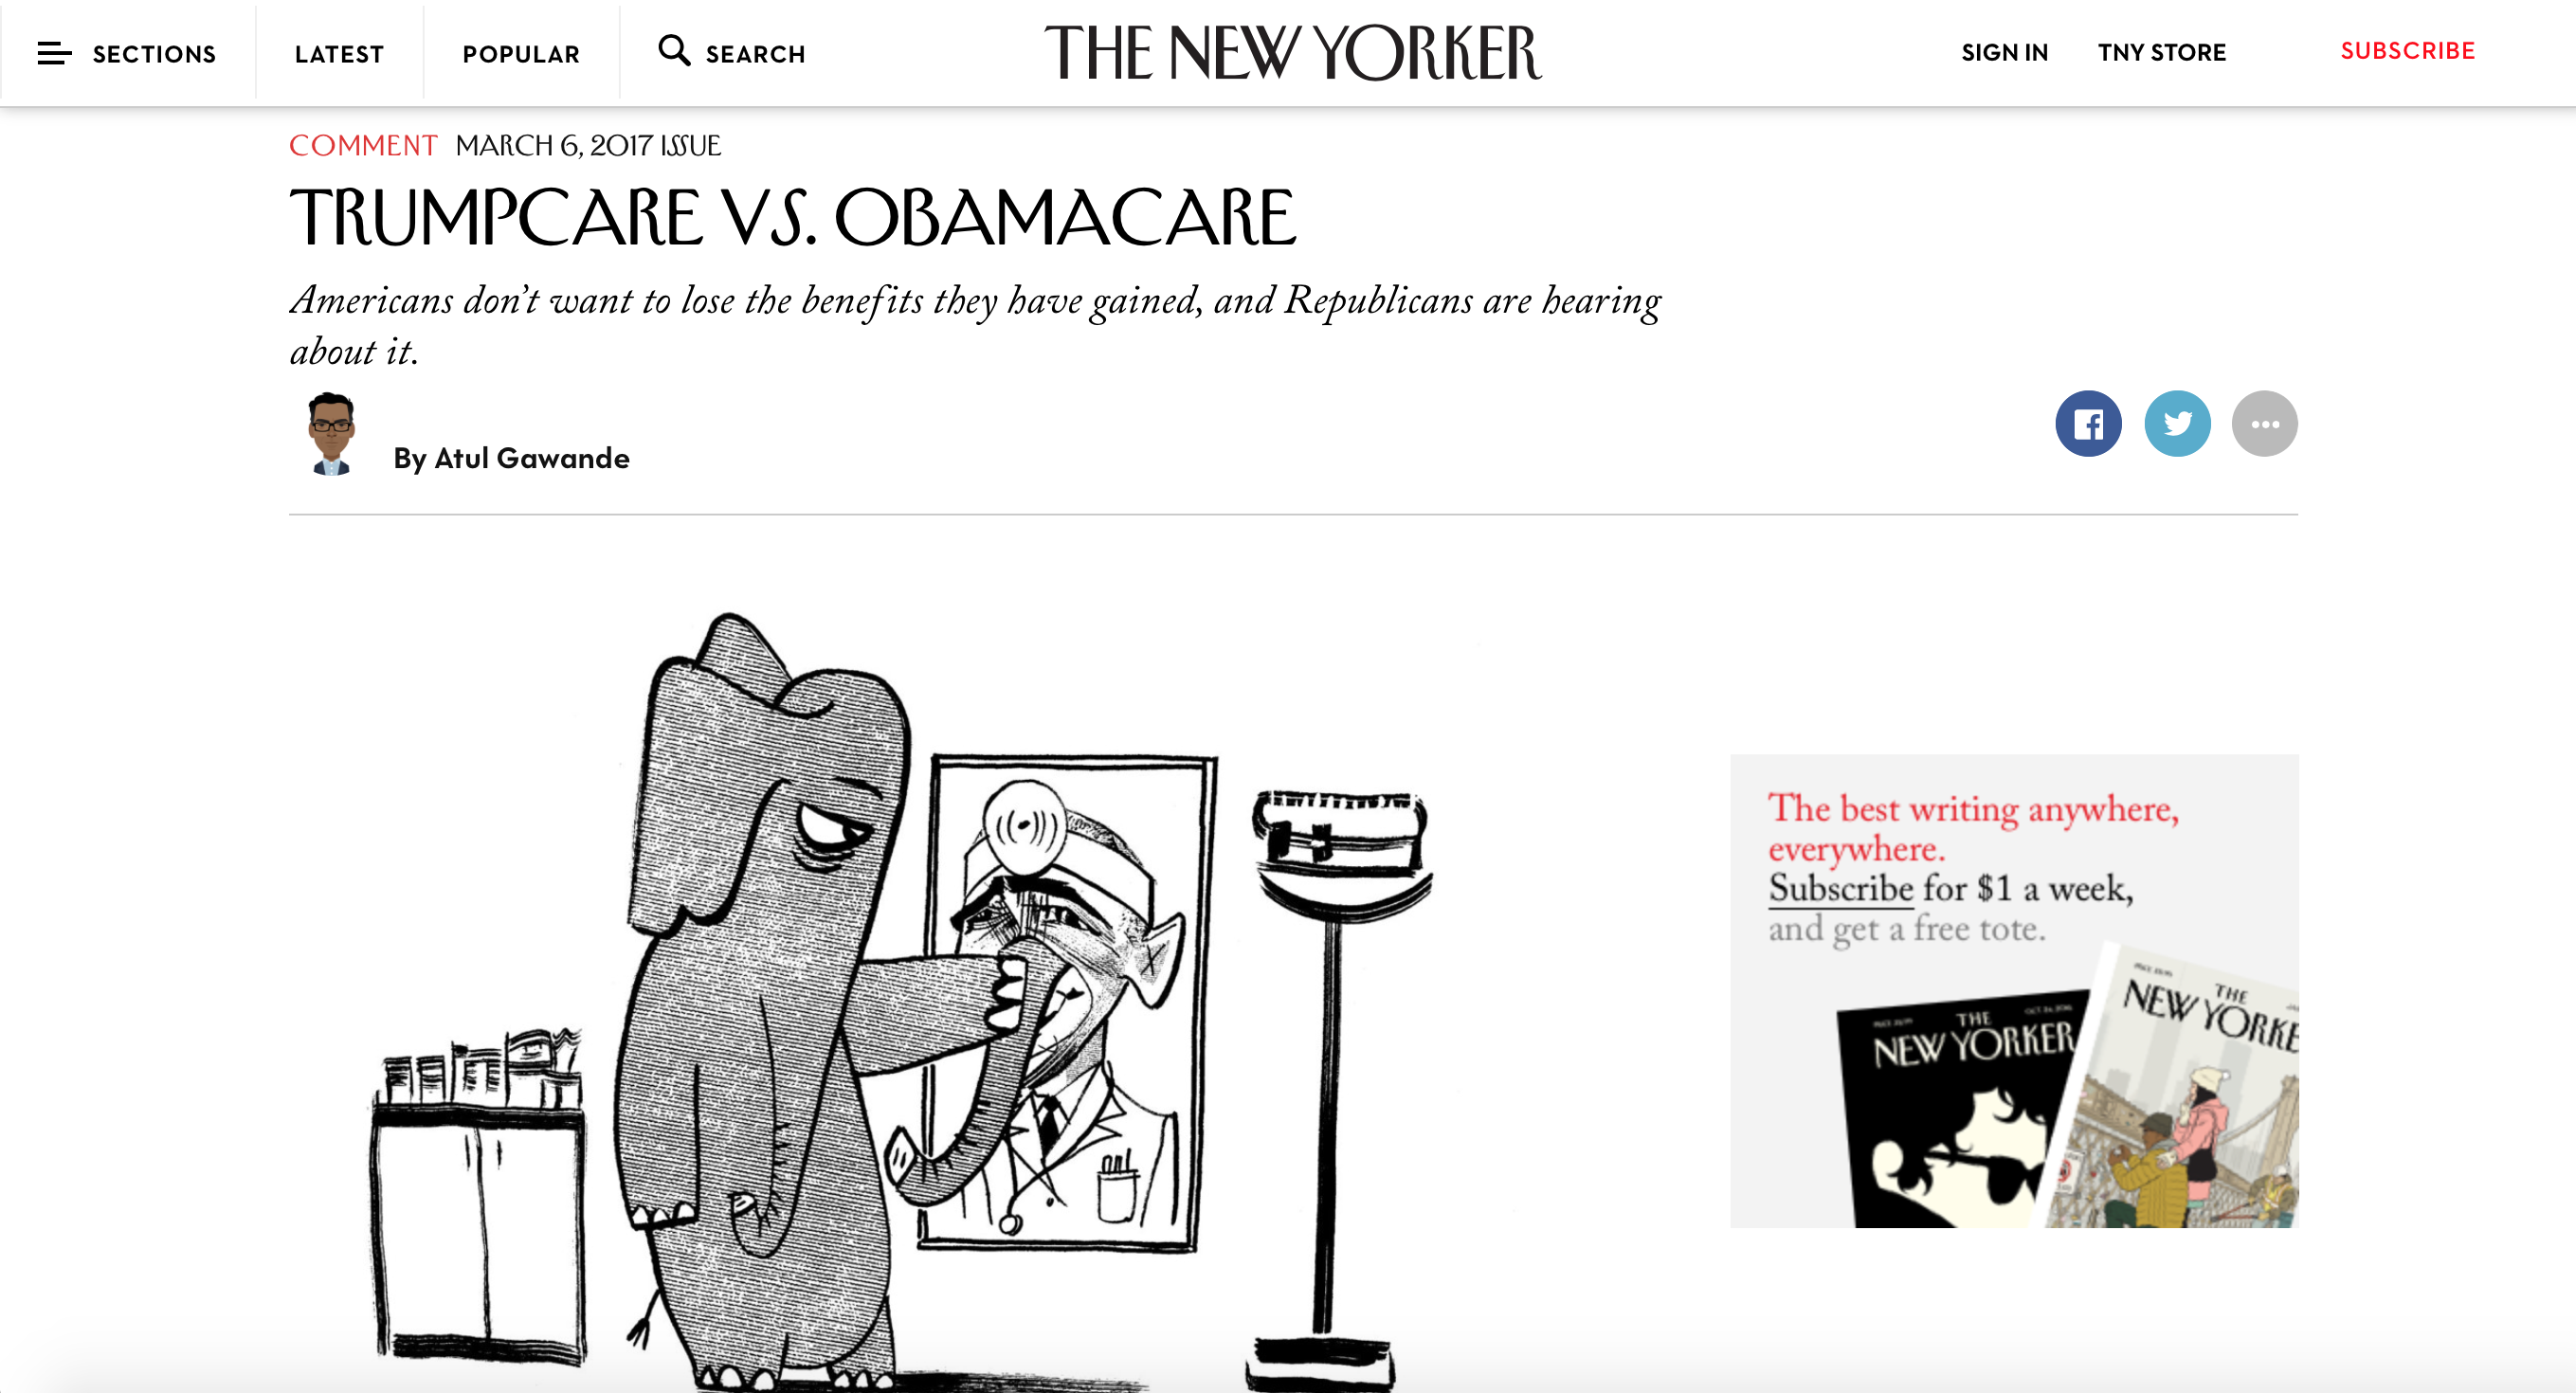 SECTIONS
LATEST
POPULAR
SEARCH
THE NEW YORKER
SIGN IN
TNY STORE
SUBSCRIBE
COMMENT MARCH 6, 2017 ISSUE
TRUMPCARE VS. OBAMACARE
Americans don’t want to lose the benefits they have gained, and Republicans are hearing
about it.
By Atul Gawande
The best writing anywhere,
everywhere.
Subscribe for $1 a week,
and get a free tote.
THE
NEW YORKER
THE
NEW YORKE